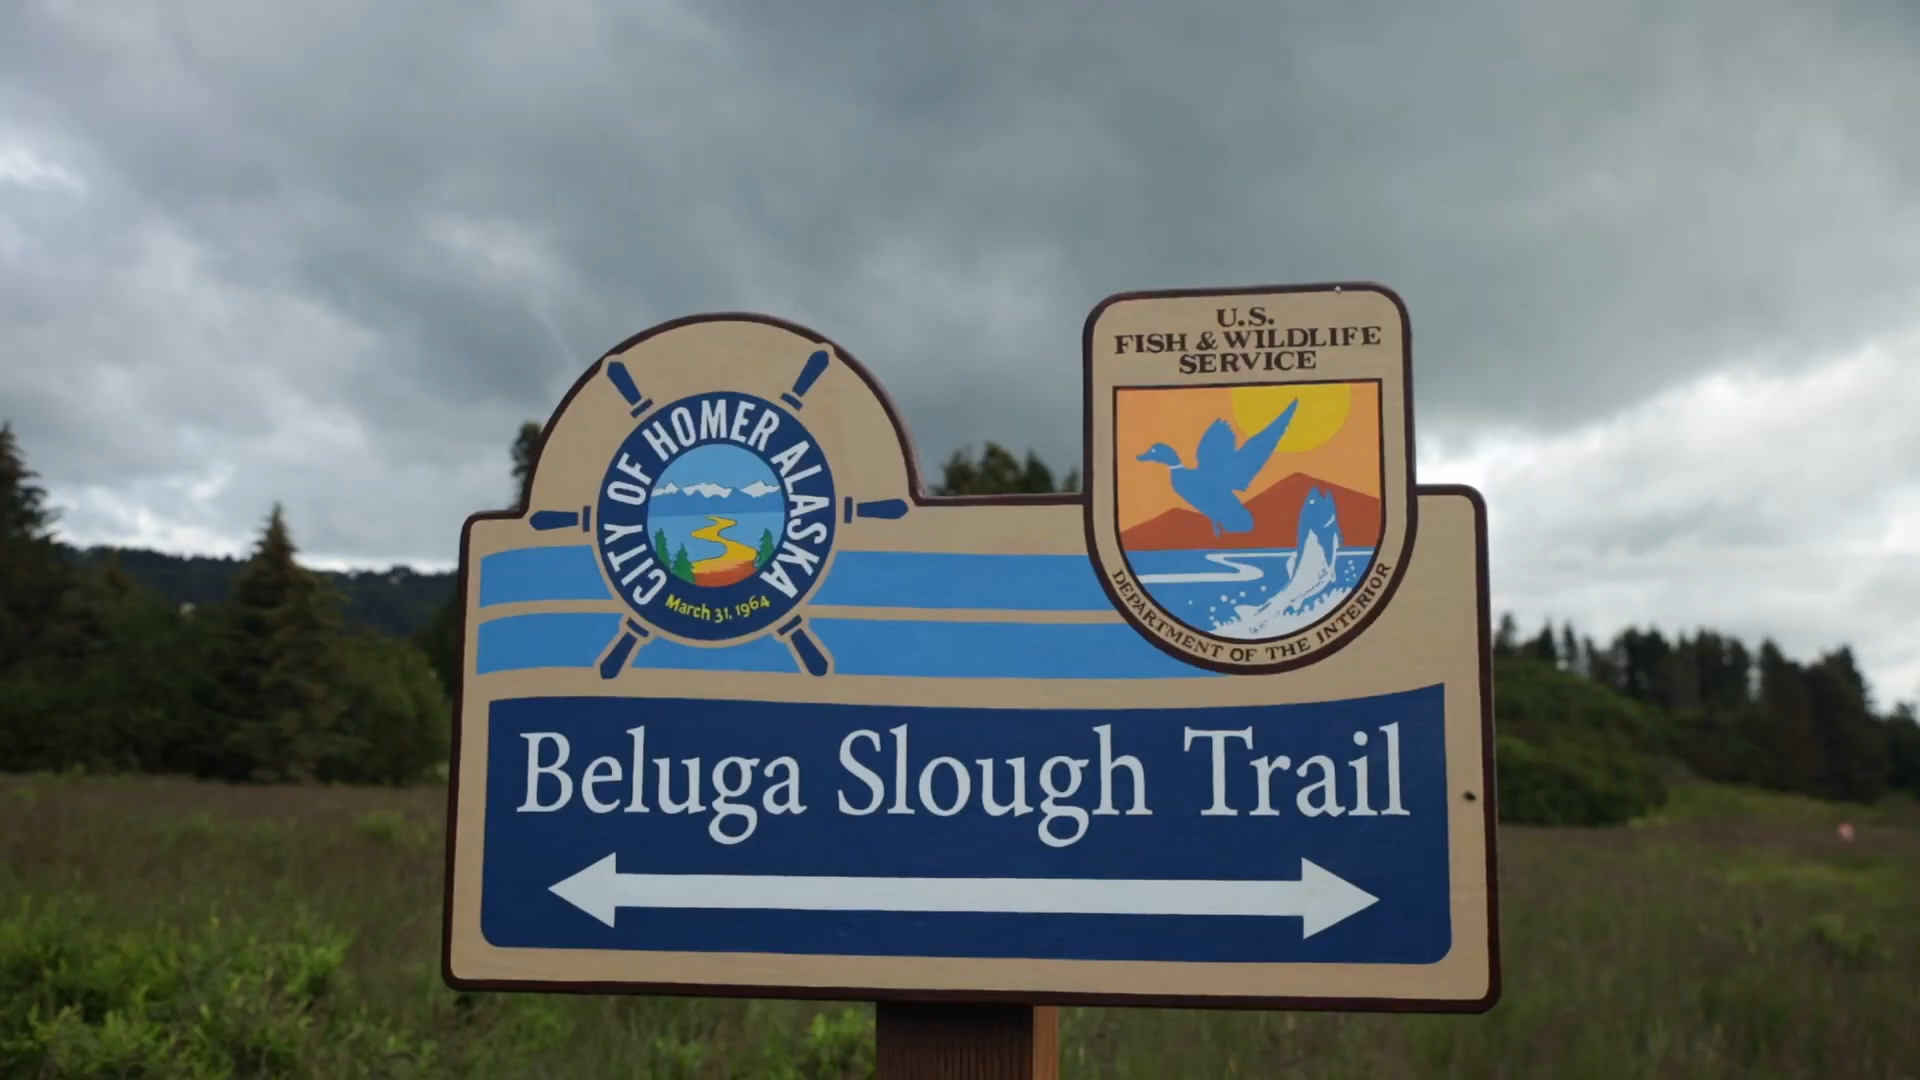 CITY OF HOMER ALASKA
March 31, 1964
U.S.
FISH & WILDLIFE
SERVICE
DEPARTMENT OF THE INTERIOR
Beluga Slough Trail